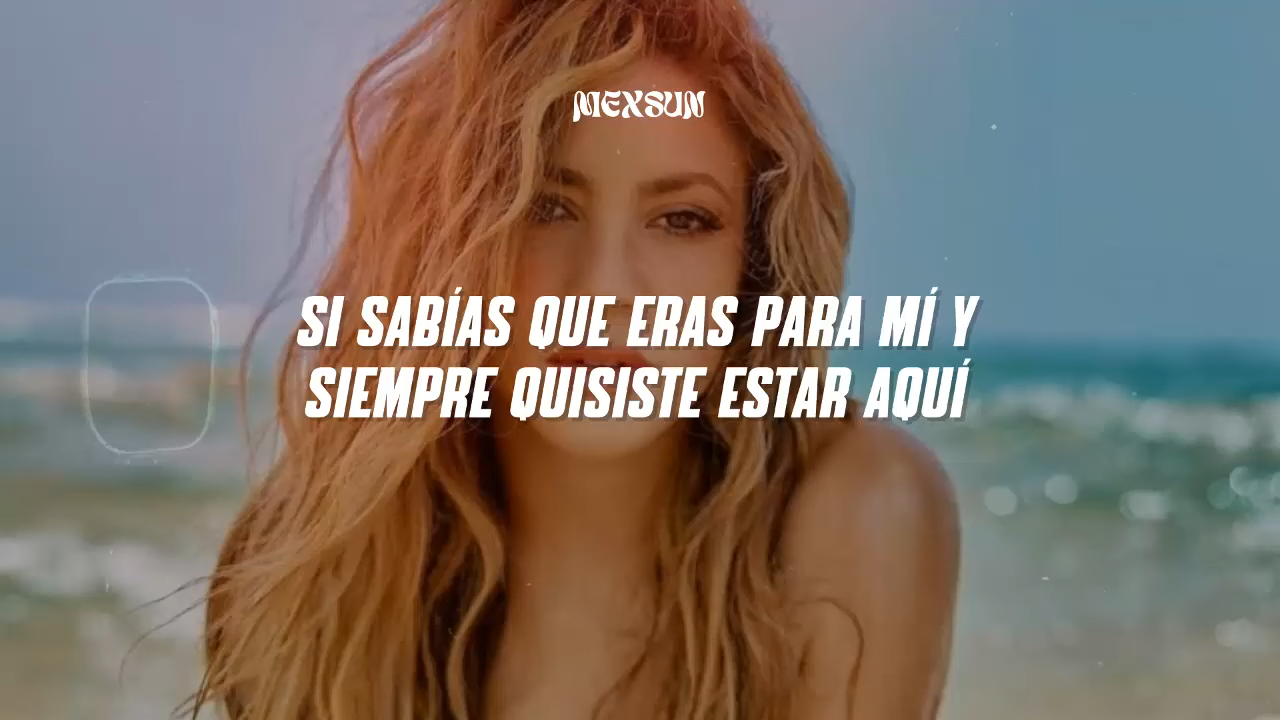 MEXSUN
SI SABÍAS QUE ERAS PARA MÍ Y
SIEMPRE QUISISTE ESTAR AQUÍ